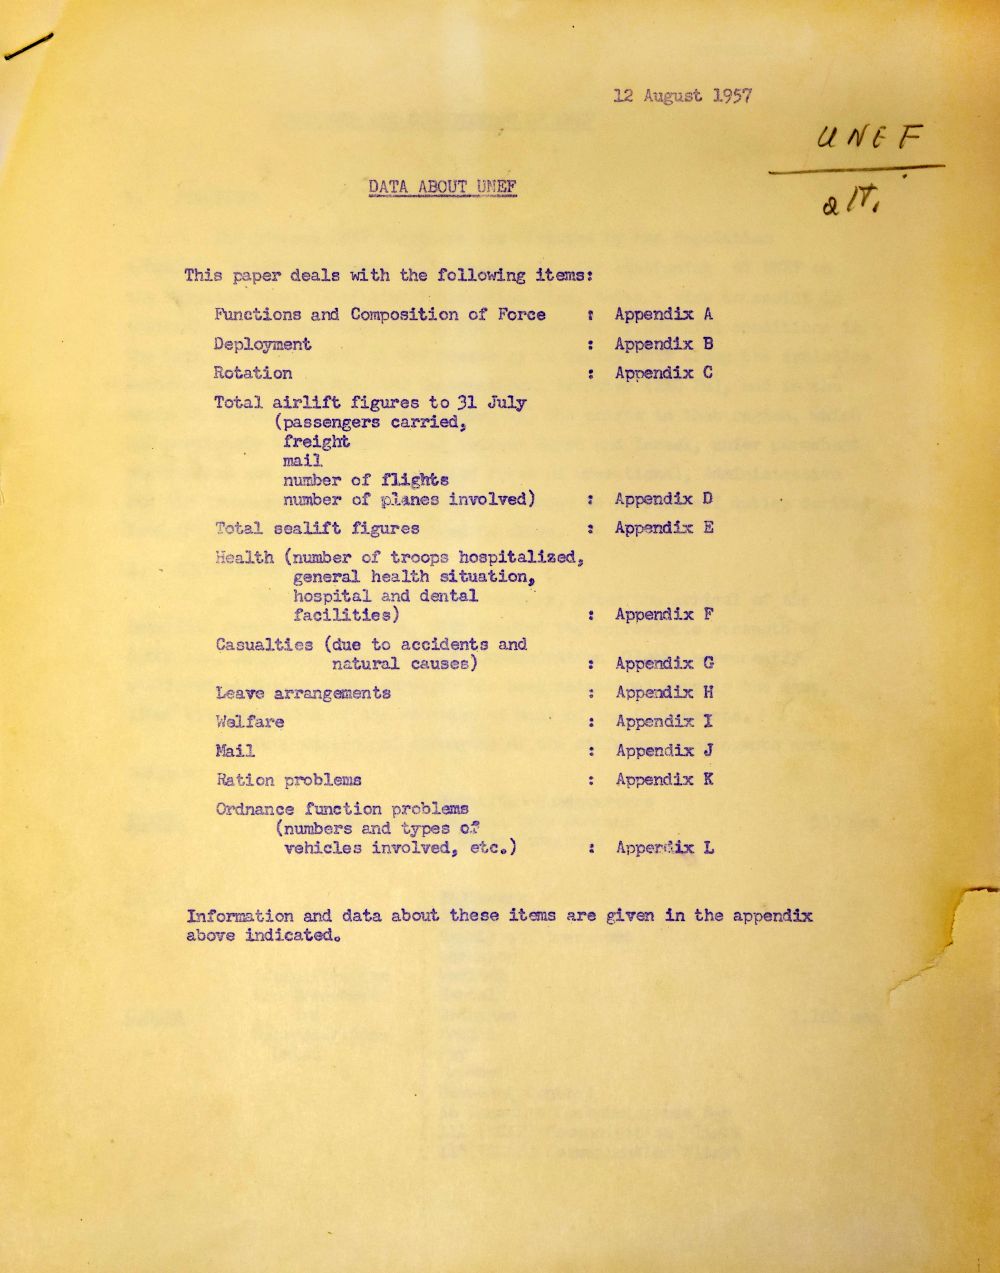 12 August 1957
UNEF
alt.
DATA ABOUT UNEF
This paper deals with the following items:
Functions and Composition of Force : Appendix A
Deployment : Appendix B
Rotation : Appendix C
Total airlift figures to 31 July
(passengers carried,
freight
mail
number of flights
number of planes involved) : Appendix D
Total sealift figures : Appendix E
Health (number of troops hospitalized,
general health situation,
hospital and dental
facilities) : Appendix F
Casualties (due to accidents and
natural causes) : Appendix G
Leave arrangements : Appendix H
Welfare : Appendix I
Mail : Appendix J
Ration problems : Appendix K
Ordnance function problems
(numbers and types of
vehicles involved, etc.) : Appendix L
Information and data about these items are given in the appendix
above indicated.